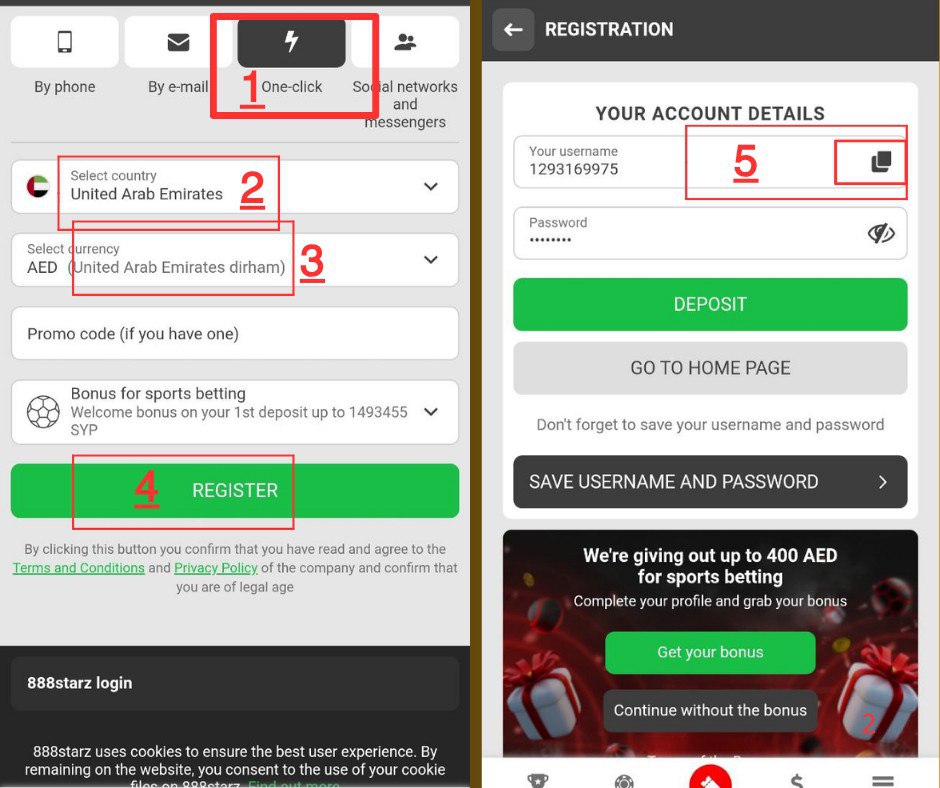 By phone
By e-mail
One-click
Social networks
and
messengers
1
Select country
United Arab Emirates
2
Select currency
AED (United Arab Emirates dirham)
3
Promo code (if you have one)
Bonus for sports betting
Welcome bonus on your 1st deposit up to 1493455
SYP
4
REGISTER
By clicking this button you confirm that you have read and agree to the
Terms and Conditions and Privacy Policy of the company and confirm that
you are of legal age
888starz login
888starz uses cookies to ensure the best user experience. By
remaining on the website, you consent to the use of your cookie
files on 888starz. Find out more
REGISTRATION
YOUR ACCOUNT DETAILS
Your username
1293169975
5
Password
••••••••
DEPOSIT
GO TO HOME PAGE
Don't forget to save your username and password
SAVE USERNAME AND PASSWORD
We're giving out up to 400 AED
for sports betting
Complete your profile and grab your bonus
Get your bonus
Continue without the bonus
2
$